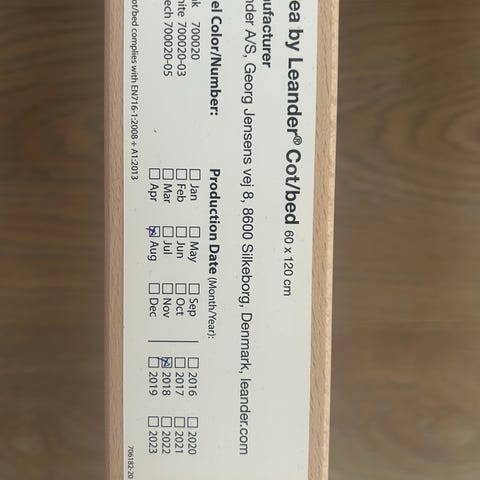 ea by Leander® Cot/bed 60 x 120 cm
ufacturer
nder A/S, Georg Jensens vej 8, 8600 Silkeborg, Denmark, leander.com
el Color/Number:
k 700020
ite 700020-03
ech 700020-05
Production Date (Month/Year):
☐ Jan ☐ May ☐ Sep ☐ 2016 ☐ 2020
☐ Feb ☐ Jun ☐ Oct ☐ 2017 ☐ 2021
☐ Mar ☐ Jul ☐ Nov ☒ 2018 ☐ 2022
☐ Apr ☒ Aug ☐ Dec ☐ 2019 ☐ 2023
ot/bed complies with EN716-1:2008 + A1:2013
706182-20